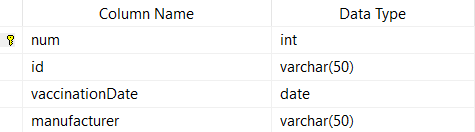 Column Name Data Type
num int
id varchar(50)
vaccinationDate date
manufacturer varchar(50)